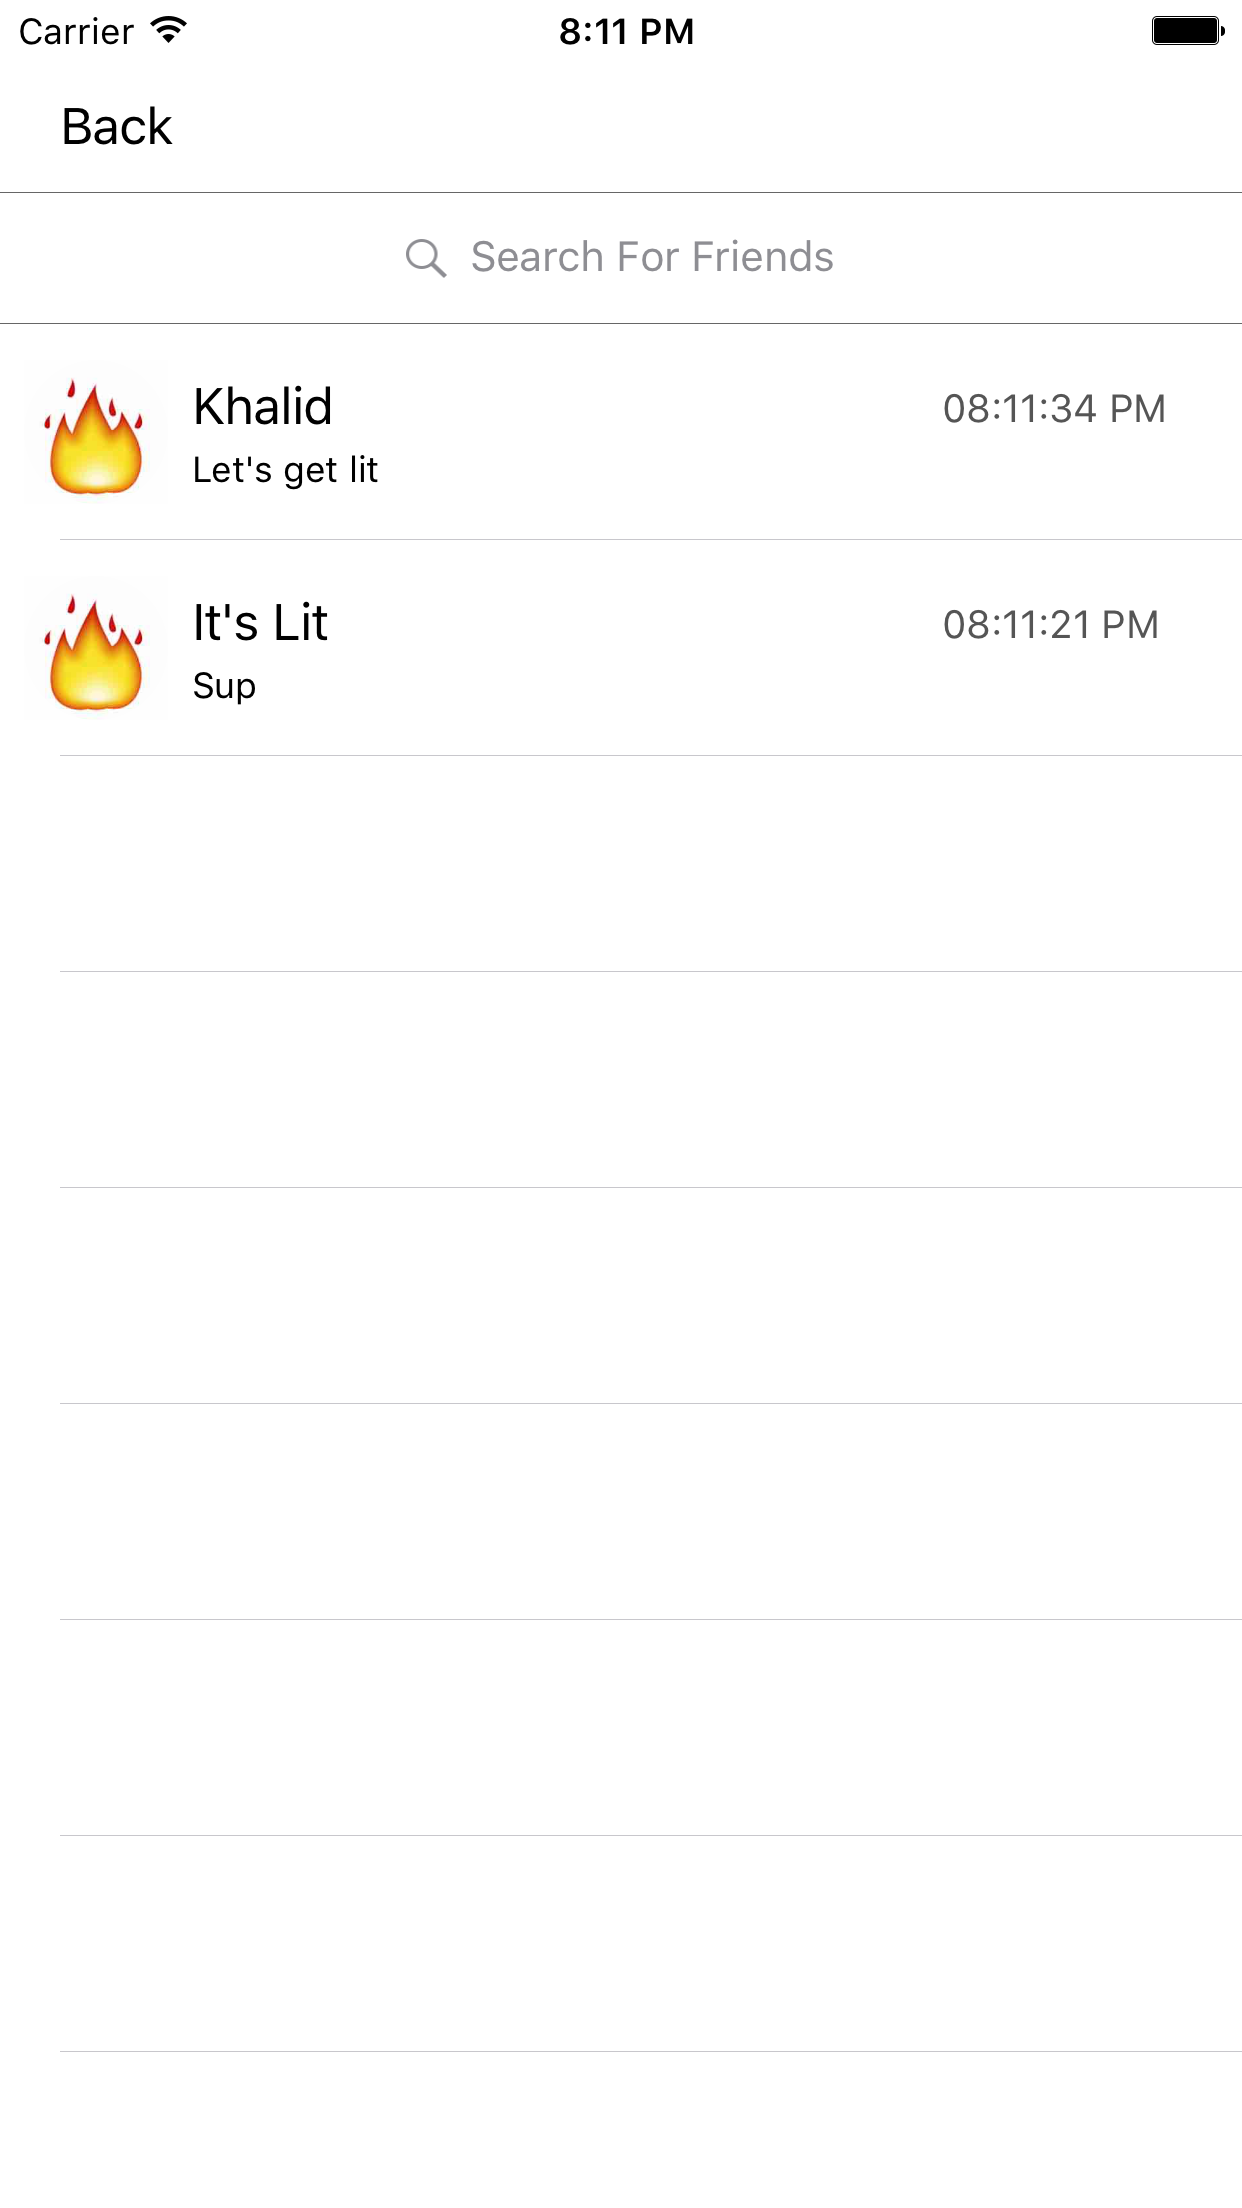 Carrier 8:11 PM
Back
Search For Friends
Khalid 08:11:34 PM
Let's get lit
It's Lit 08:11:21 PM
Sup